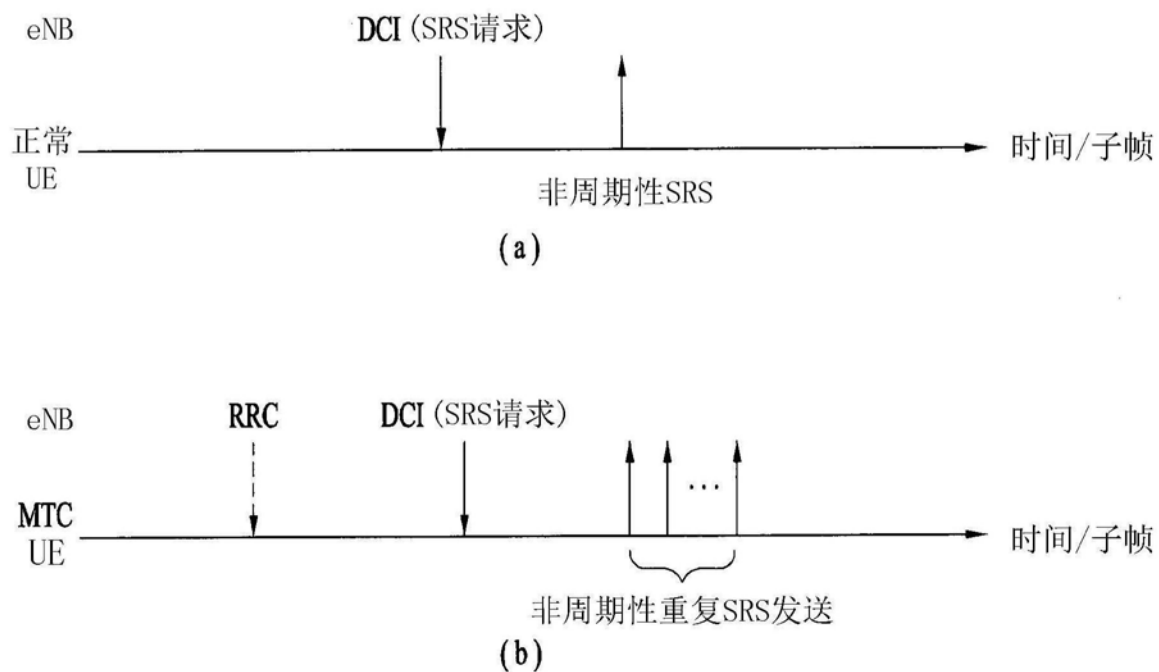 eNB DCI (SRS请求)
正常 时间/子帧
UE
非周期性SRS
(a)
eNB RRC DCI (SRS请求)
...
MTC
UE 时间/子帧
非周期性重复SRS发送
(b)